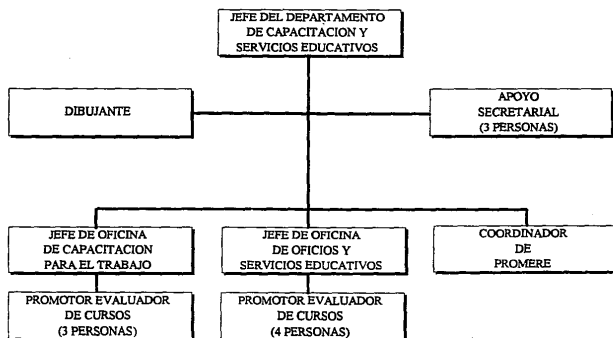 JEFE DEL DEPARTAMENTO
DE CAPACITACION Y
SERVICIOS EDUCATIVOS
DIBUJANTE
APOYO
SECRETARIAL
(3 PERSONAS)
JEFE DE OFICINA
DE CAPACITACION
PARA EL TRABAJO
JEFE DE OFICINA
DE OFICIOS Y
SERVICIOS EDUCATIVOS
COORDINADOR
DE
PROMERE
PROMOTOR EVALUADOR
DE CURSOS
(3 PERSONAS)
PROMOTOR EVALUADOR
DE CURSOS
(4 PERSONAS)